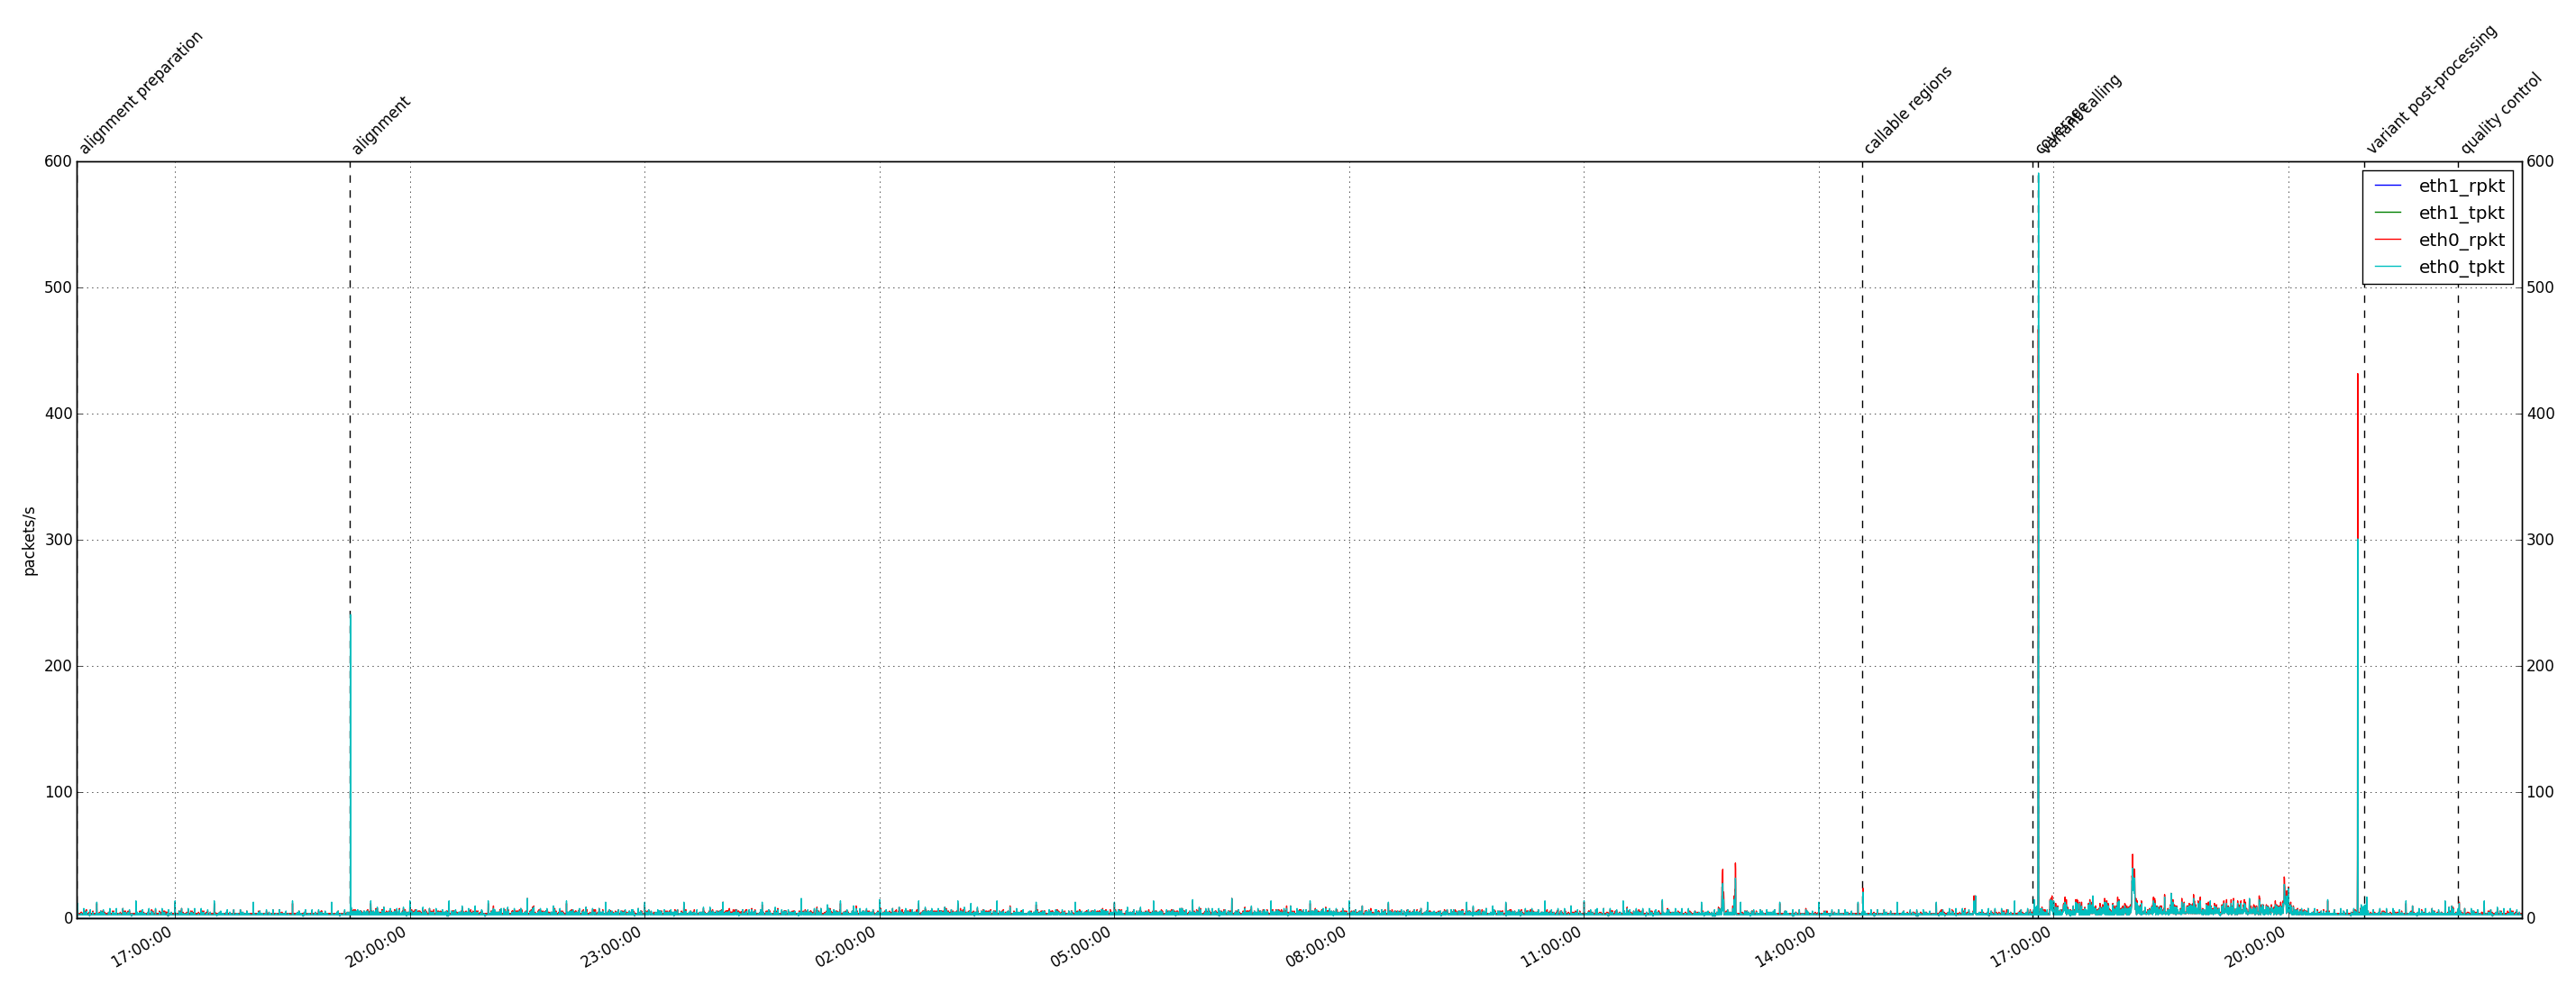 alignment preparation
alignment
callable regions
coverage
variant calling
variant post-processing
quality control
600
500
400
300
200
100
0
packets/s
600
500
400
300
200
100
0
eth1_rpkt
eth1_tpkt
eth0_rpkt
eth0_tpkt
17:00:00
20:00:00
23:00:00
02:00:00
05:00:00
08:00:00
11:00:00
14:00:00
17:00:00
20:00:00